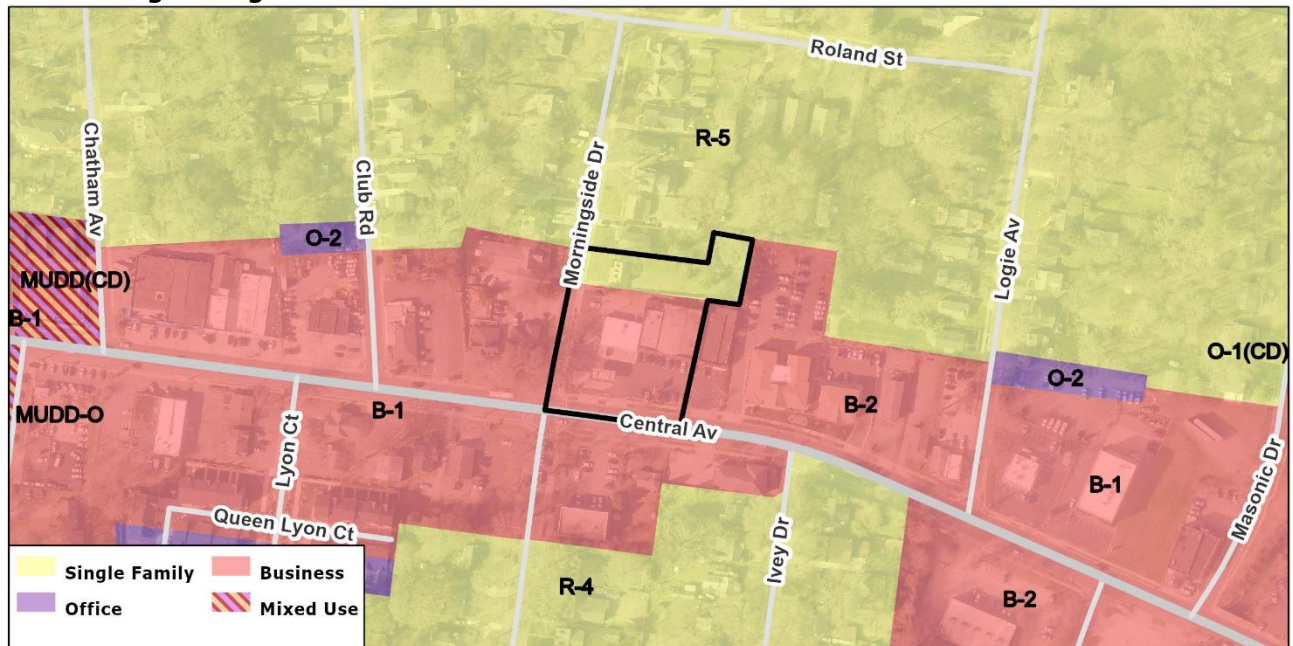 Roland St
R-5
Chatham Av
Club Rd
Morningside Dr
O-2
Logie Av
MUDD(CD)
B-1
O-1(CD)
O-2
MUDD-O
B-1
Lyon Ct
Central Av
B-2
B-1
Masonic Dr
Queen Lyon Ct
Ivey Dr
R-4
B-2
Single Family
Business
Office
Mixed Use